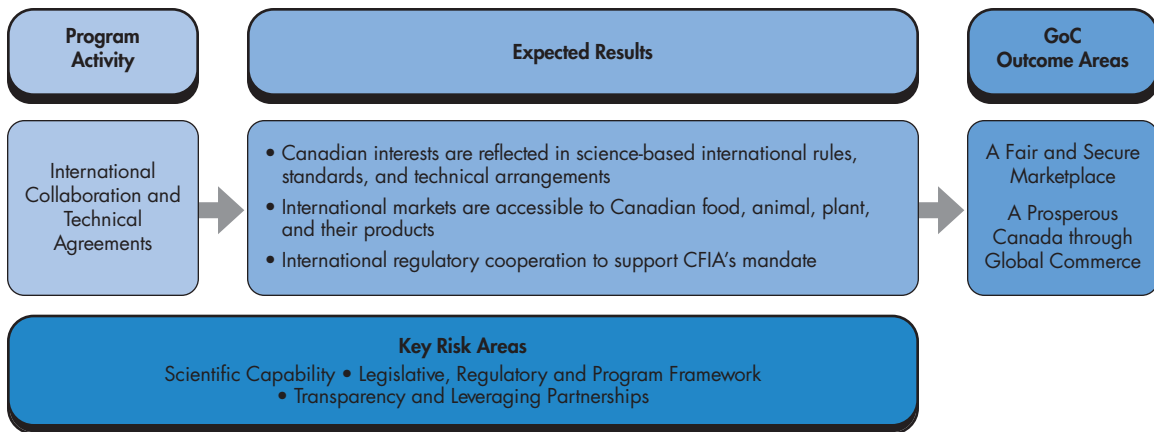 Program
Activity
Expected Results
GoC
Outcome Areas
International
Collaboration and
Technical
Agreements
• Canadian interests are reflected in science-based international rules,
standards, and technical arrangements
• International markets are accessible to Canadian food, animal, plant,
and their products
• International regulatory cooperation to support CFIA’s mandate
A Fair and Secure
Marketplace
A Prosperous
Canada through
Global Commerce
Key Risk Areas
Scientific Capability • Legislative, Regulatory and Program Framework
• Transparency and Leveraging Partnerships